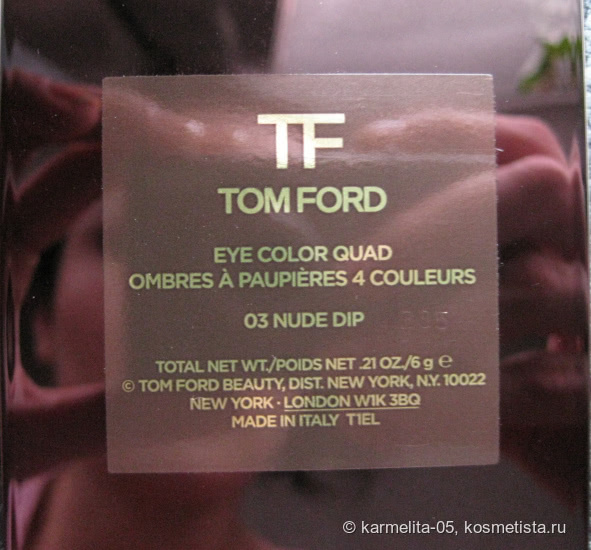 TF
TOM FORD
EYE COLOR QUAD
OMBRES À PAUPIÈRES 4 COULEURS
03 NUDE DIP
TOTAL NET WT./POIDS NET .21 OZ./6 g ℮
© TOM FORD BEAUTY, DIST. NEW YORK, N.Y. 10022
NEW YORK · LONDON W1K 3BQ
MADE IN ITALY T1EL
© karmelita-05, kosmetista.ru